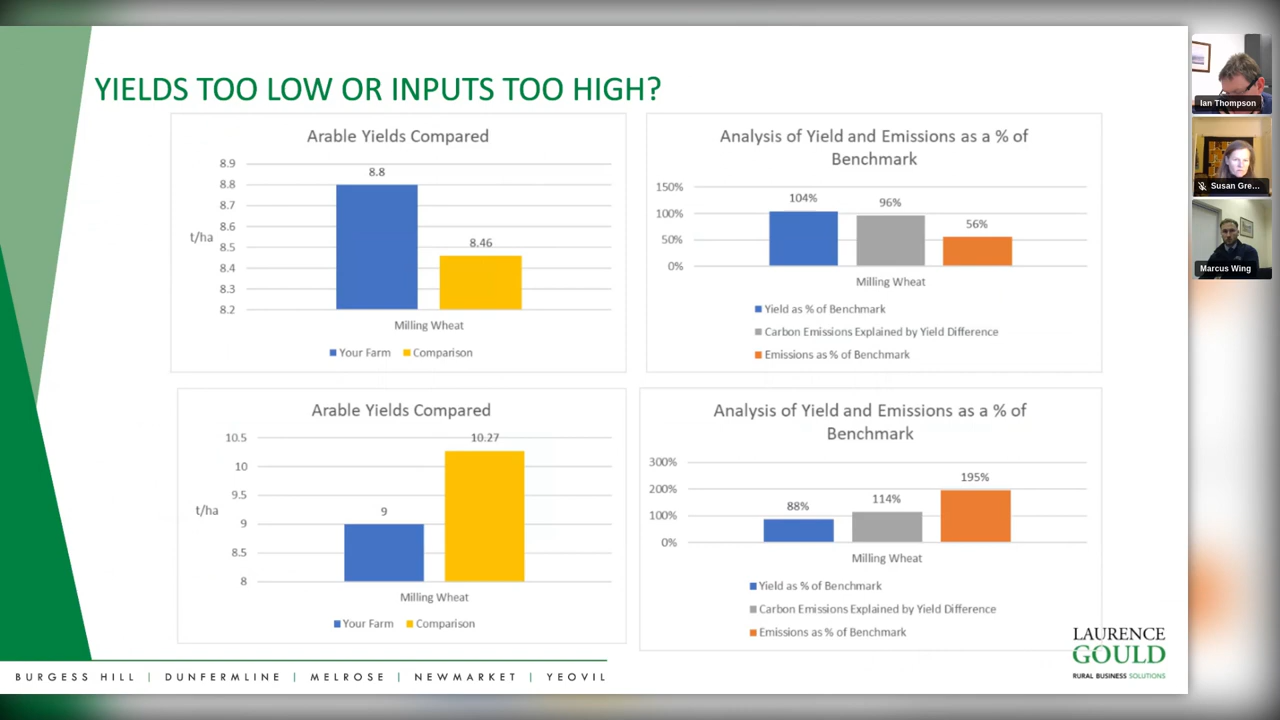 YIELDS TOO LOW OR INPUTS TOO HIGH?
Arable Yields Compared
8.9
8.8
8.7
8.6
8.5
8.4
8.3
8.2
t/ha
8.8
8.46
Milling Wheat
Your Farm
Comparison
Analysis of Yield and Emissions as a % of
Benchmark
150%
100%
50%
0%
104%
96%
56%
Milling Wheat
Yield as % of Benchmark
Carbon Emissions Explained by Yield Difference
Emissions as % of Benchmark
Arable Yields Compared
10.5
10
9.5
9
8.5
8
t/ha
9
10.27
Milling Wheat
Your Farm
Comparison
Analysis of Yield and Emissions as a % of
Benchmark
300%
200%
100%
0%
88%
114%
195%
Milling Wheat
Yield as % of Benchmark
Carbon Emissions Explained by Yield Difference
Emissions as % of Benchmark
LAURENCE
GOULD
RURAL BUSINESS SOLUTIONS
BURGESS HILL | DUNFERMLINE | MELROSE | NEWMARKET | YEOVIL
Ian Thompson
Susan Gre...
Marcus Wing